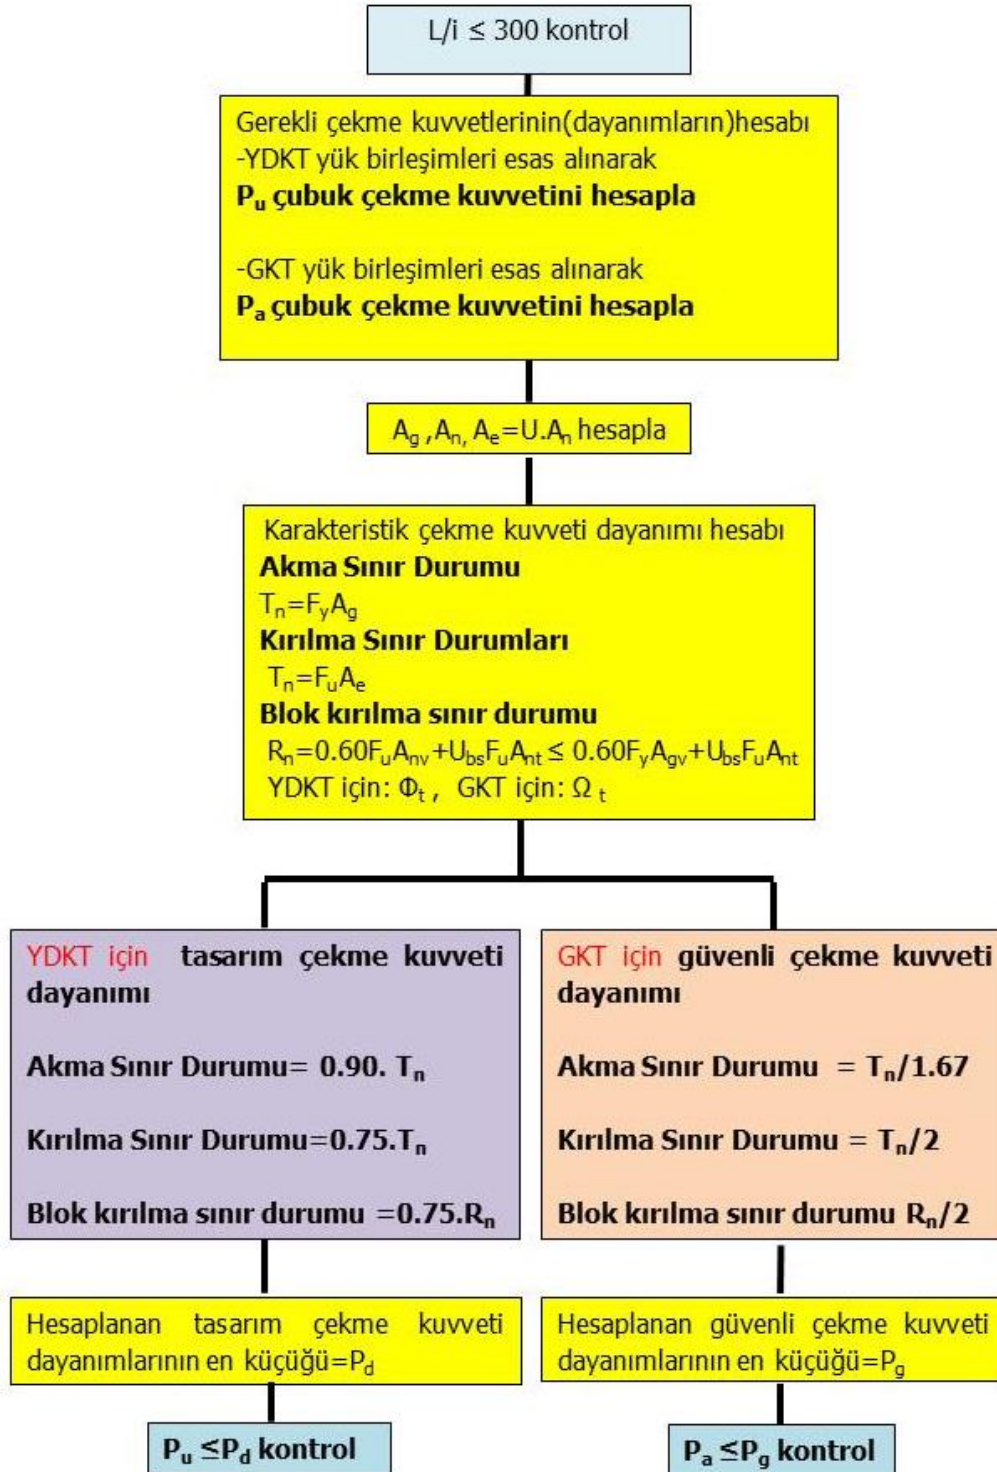 L/i ≤ 300 kontrol
Gerekli çekme kuvvetlerinin(dayanımların)hesabı
-YDKT yük birleşimleri esas alınarak
Pu çubuk çekme kuvvetini hesapla
-GKT yük birleşimleri esas alınarak
Pa çubuk çekme kuvvetini hesapla
Ag ,An, Ae=U.An hesapla
Karakteristik çekme kuvveti dayanımı hesabı
Akma Sınır Durumu
Tn=FyAg
Kırılma Sınır Durumları
Tn=FuAe
Blok kırılma sınır durumu
Rn=0.60FuAnv+UbsFuAnt ≤ 0.60FyAgv+UbsFuAnt
YDKT için: Φt , GKT için: Ω t
YDKT için tasarım çekme kuvveti
dayanımı
Akma Sınır Durumu= 0.90. Tn
Kırılma Sınır Durumu=0.75.Tn
Blok kırılma sınır durumu =0.75.Rn
GKT için güvenli çekme kuvveti
dayanımı
Akma Sınır Durumu = Tn/1.67
Kırılma Sınır Durumu = Tn/2
Blok kırılma sınır durumu Rn/2
Hesaplanan tasarım çekme kuvveti
dayanımlarının en küçüğü=Pd
Hesaplanan güvenli çekme kuvveti
dayanımlarının en küçüğü=Pg
Pu ≤Pd kontrol
Pa ≤Pg kontrol